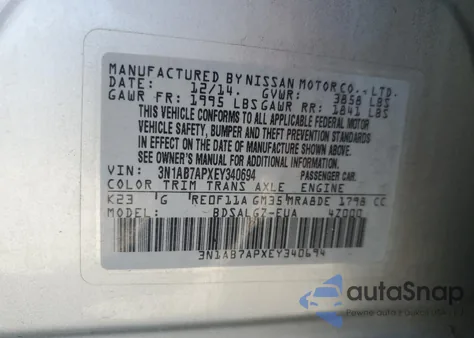 MANUFACTURED BY NISSAN MOTOR CO., LTD.
DATE: 12/14. GVWR: 3858 LBS
GAWR FR: 1995 LBS GAWR RR: 1841 LBS
THIS VEHICLE CONFORMS TO ALL APPLICABLE FEDERAL MOTOR
VEHICLE SAFETY, BUMPER AND THEFT PREVENTION STANDARDS
IN EFFECT ON THE DATE OF MANUFACTURE SHOWN ABOVE.
SEE OWNER'S MANUAL FOR ADDITIONAL INFORMATION.
VIN: 3N1AB7APXEY340694 PASSENGER CAR.
COLOR TRIM TRANS AXLE ENGINE
K23 G RE0F11A GM35 MRA8DE 1798 CC
MODEL: BDSALGZ-EUA 4Z000
3N1AB7APXEY340694
autoSnap